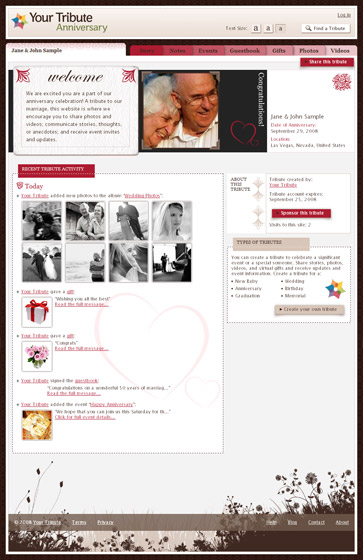 Your Tribute
Anniversary
Log in
Text Size: a a a
Find a Tribute
Jane & John Sample
Home Notes Events Guestbook Gifts Photos Videos
Share this tribute
welcome
We are excited you are a part of our
anniversary celebration! A tribute to our
marriage, this website is where we
encourage you to share photos and
videos; communicate stories, thoughts,
or anecdotes; and receive event invites
and updates.
Congratulations!
Jane & John Sample
Date of Anniversary:
September 25, 2008
Location:
Las Vegas, Nevada, United States
RECENT TRIBUTE ACTIVITY
Today
Your Tribute added new photos to the album "Wedding Photos":
Your Tribute gave a gift:
"Wishing you all the best"
Read the full message...
Your Tribute gave a gift:
"Congrats"
Read the full message...
Your Tribute signed the guestbook:
"Congratulations on a wonderful 50 years of marriage..."
Read the full message...
Your Tribute added the event "Happy Anniversary":
"We hope that you can join us this Saturday for th..."
Click for full event details...
ABOUT
THIS
TRIBUTE
Tribute created by:
Your Tribute
Tribute account expires:
September 25, 2008
Sponsor this tribute
Visits to this site: 2
TYPES OF TRIBUTES
You can create a tribute to celebrate a significant
event or a special someone. Share stories, photos,
videos, and virtual gifts and receive updates and
event information. Create a tribute for a:
New Baby
Anniversary
Graduation
Wedding
Birthday
Memorial
Create your own tribute
© 2008 Your Tribute Terms Privacy
Help Blog Contact About